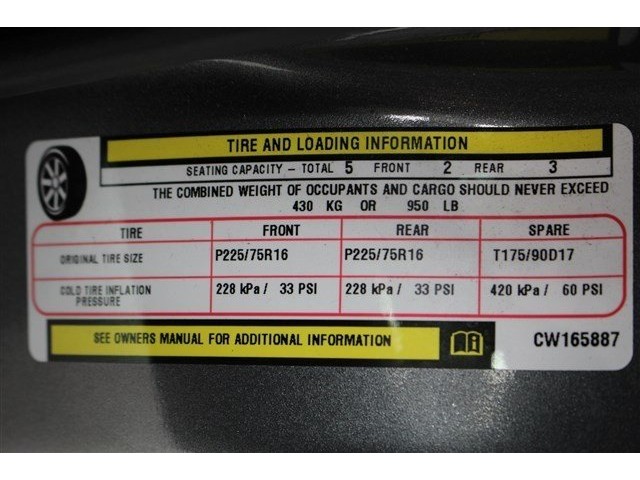 TIRE AND LOADING INFORMATION
SEATING CAPACITY - TOTAL 5 FRONT 2 REAR 3
THE COMBINED WEIGHT OF OCCUPANTS AND CARGO SHOULD NEVER EXCEED
430 KG OR 950 LB
TIRE FRONT REAR SPARE
ORIGINAL TIRE SIZE P225/75R16 P225/75R16 T175/90D17
COLD TIRE INFLATION PRESSURE 228 kPa / 33 PSI 228 kPa / 33 PSI 420 kPa / 60 PSI
SEE OWNERS MANUAL FOR ADDITIONAL INFORMATION CW165887